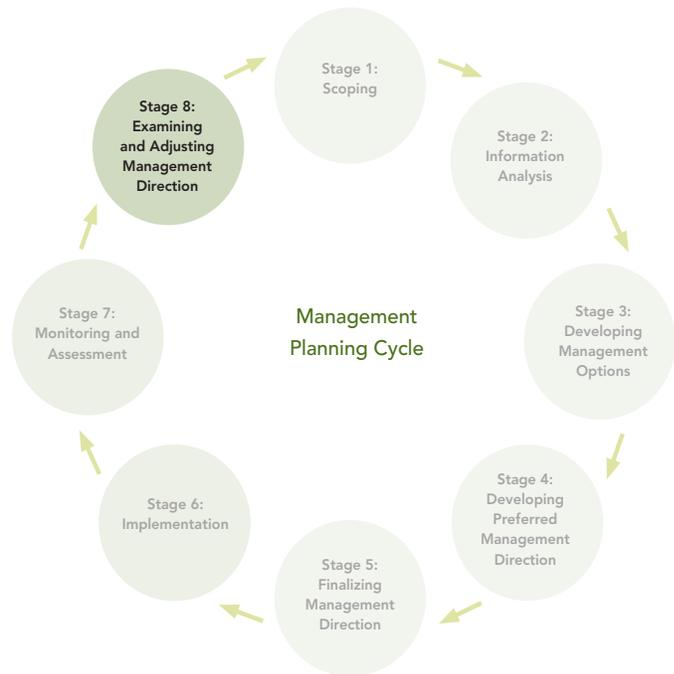 Stage 1:
Scoping
Stage 2:
Information
Analysis
Stage 3:
Developing
Management
Options
Stage 4:
Developing
Preferred
Management
Direction
Stage 5:
Finalizing
Management
Direction
Stage 6:
Implementation
Stage 7:
Monitoring and
Assessment
Stage 8:
Examining
and Adjusting
Management
Direction
Management
Planning Cycle